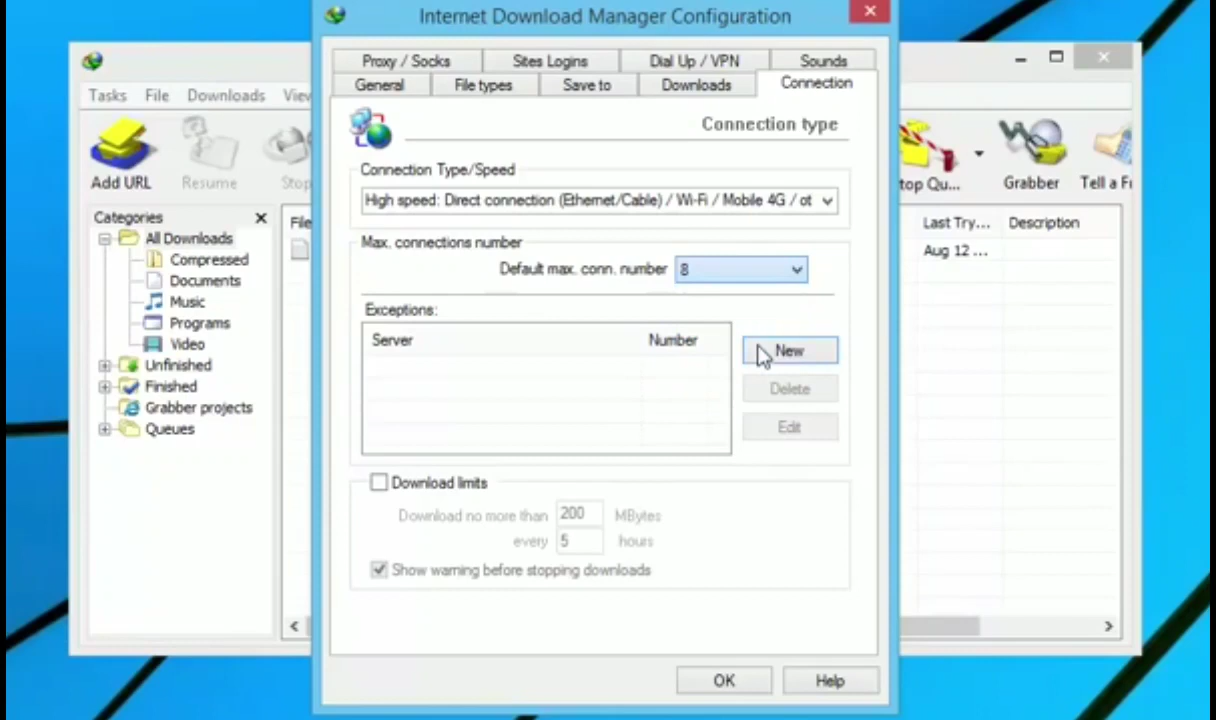 Internet Download Manager Configuration
Tasks File Downloads
Add URL
Resume
Grabber
Categories
All Downloads
Compressed
Documents
Music
Programs
Video
Unfinished
Finished
Grabber projects
Queues
Proxy / Socks Sites Logins Dial Up / VPN Sounds
General File types Save to Downloads Connection
Connection type
Connection Type/Speed
High speed: Direct connection (Ethernet/Cable) / Wi-Fi / Mobile 4G / ot
Max. connections number
Default max. conn. number 8
Exceptions:
Server Number
New
Delete
Edit
Download limits
Download no more than 200 MBytes
every 5 hours
Show warning before stopping downloads
OK Help
Last Try... Description
Aug 12 ...